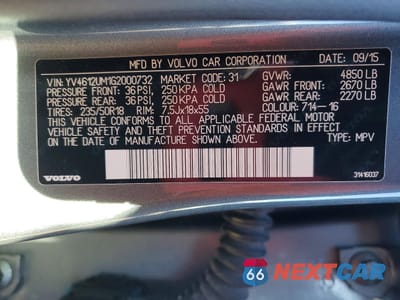 MFD BY VOLVO CAR CORPORATION DATE: 09/15
VIN: YV4612UM1G2000732 MARKET CODE: 31 GVWR: 4850 LB
PRESSURE FRONT: 36 PSI, 250 KPA COLD GAWR FRONT: 2670 LB
PRESSURE REAR: 36 PSI, 250 KPA COLD GAWR REAR: 2270 LB
TIRES: 235/50R18 RIM: 7.5Jx18x55 COLOUR: 714-16
THIS VEHICLE CONFORMS TO ALL APPLICABLE FEDERAL MOTOR
VEHICLE SAFETY, BUMPER, AND THEFT PREVENTION STANDARDS IN
EFFECT ON THE DATE OF MANUFACTURE SHOWN ABOVE.
TYPE: MPV
VOLVO 31416037
66 NEXTCAR